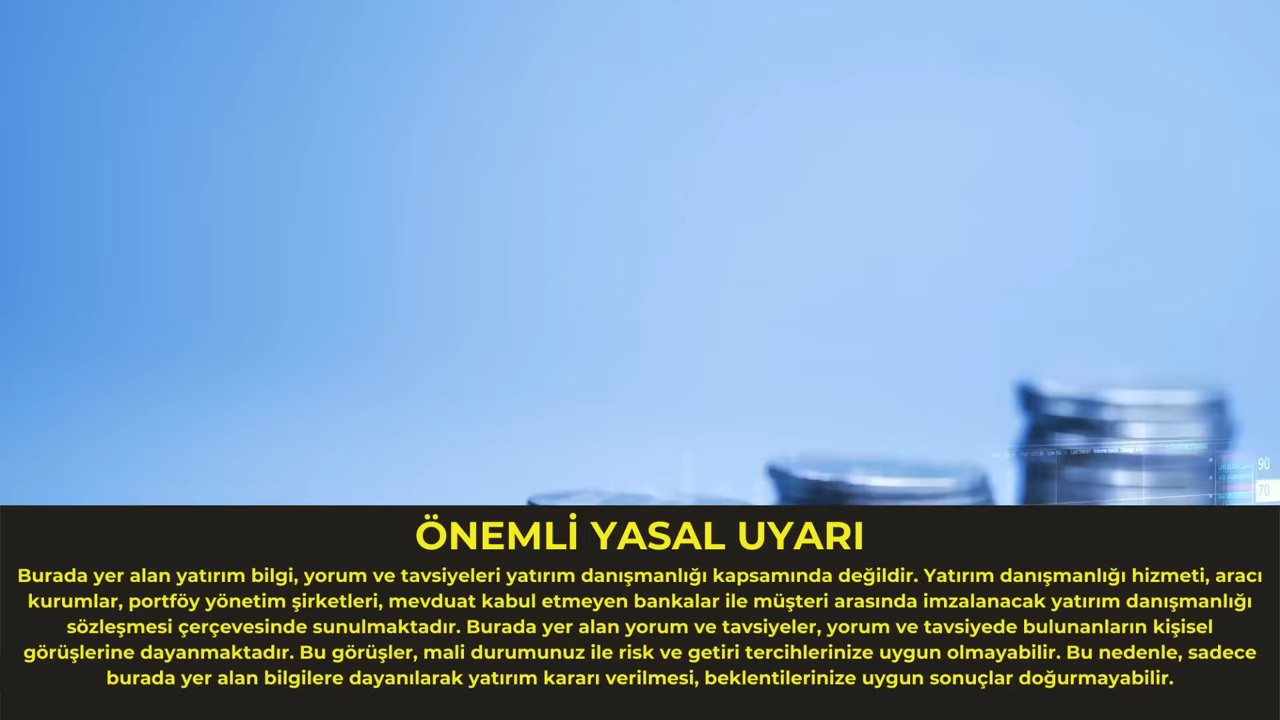 90
70
ÖNEMLİ YASAL UYARI
Burada yer alan yatırım bilgi, yorum ve tavsiyeleri yatırım danışmanlığı kapsamında değildir. Yatırım danışmanlığı hizmeti, aracı
kurumlar, portföy yönetim şirketleri, mevduat kabul etmeyen bankalar ile müşteri arasında imzalanacak yatırım danışmanlığı
sözleşmesi çerçevesinde sunulmaktadır. Burada yer alan yorum ve tavsiyeler, yorum ve tavsiyede bulunanların kişisel
görüşlerine dayanmaktadır. Bu görüşler, mali durumunuz ile risk ve getiri tercihlerinize uygun olmayabilir. Bu nedenle, sadece
burada yer alan bilgilere dayanılarak yatırım kararı verilmesi, beklentilerinize uygun sonuçlar doğurmayabilir.